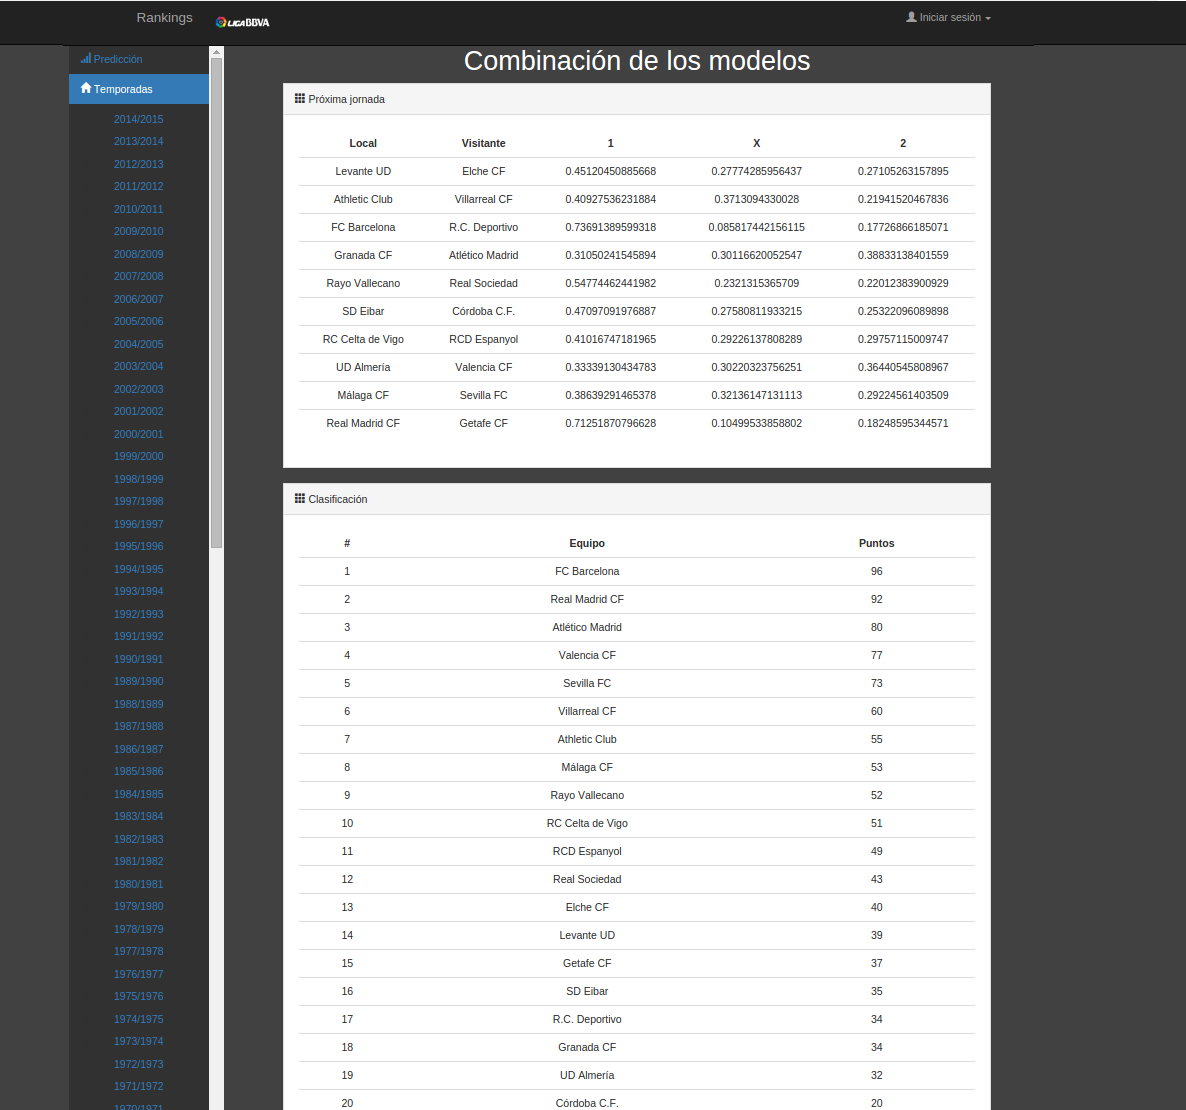 Rankings LIGA BBVA Iniciar sesión
Predicción
Temporadas
2014/2015
2013/2014
2012/2013
2011/2012
2010/2011
2009/2010
2008/2009
2007/2008
2006/2007
2005/2006
2004/2005
2003/2004
2002/2003
2001/2002
2000/2001
1999/2000
1998/1999
1997/1998
1996/1997
1995/1996
1994/1995
1993/1994
1992/1993
1991/1992
1990/1991
1989/1990
1988/1989
1987/1988
1986/1987
1985/1986
1984/1985
1983/1984
1982/1983
1981/1982
1980/1981
1979/1980
1978/1979
1977/1978
1976/1977
1975/1976
1974/1975
1973/1974
1972/1973
1971/1972
1970/1971
Combinación de los modelos
Próxima jornada
Local Visitante 1 X 2
Levante UD Elche CF 0.45120450885668 0.27774285956437 0.27105263157895
Athletic Club Villarreal CF 0.40927536231884 0.3713094330028 0.21941520467836
FC Barcelona R.C. Deportivo 0.73691389599318 0.085817442156115 0.17726866185071
Granada CF Atlético Madrid 0.31050241545894 0.30116620052547 0.38833138401559
Rayo Vallecano Real Sociedad 0.54774462441982 0.2321315365709 0.22012383900929
SD Eibar Córdoba C.F. 0.47097091976887 0.27580811933215 0.25322096089898
RC Celta de Vigo RCD Espanyol 0.41016747181965 0.29226137808289 0.29757115009747
UD Almería Valencia CF 0.33339130434783 0.30220323756251 0.36440545808967
Málaga CF Sevilla FC 0.38639291465378 0.32136147131113 0.29224561403509
Real Madrid CF Getafe CF 0.71251870796628 0.10499533858802 0.18248595344571
Clasificación
# Equipo Puntos
1 FC Barcelona 96
2 Real Madrid CF 92
3 Atlético Madrid 80
4 Valencia CF 77
5 Sevilla FC 73
6 Villarreal CF 60
7 Athletic Club 55
8 Málaga CF 53
9 Rayo Vallecano 52
10 RC Celta de Vigo 51
11 RCD Espanyol 49
12 Real Sociedad 43
13 Elche CF 40
14 Levante UD 39
15 Getafe CF 37
16 SD Eibar 35
17 R.C. Deportivo 34
18 Granada CF 34
19 UD Almería 32
20 Córdoba C.F. 20